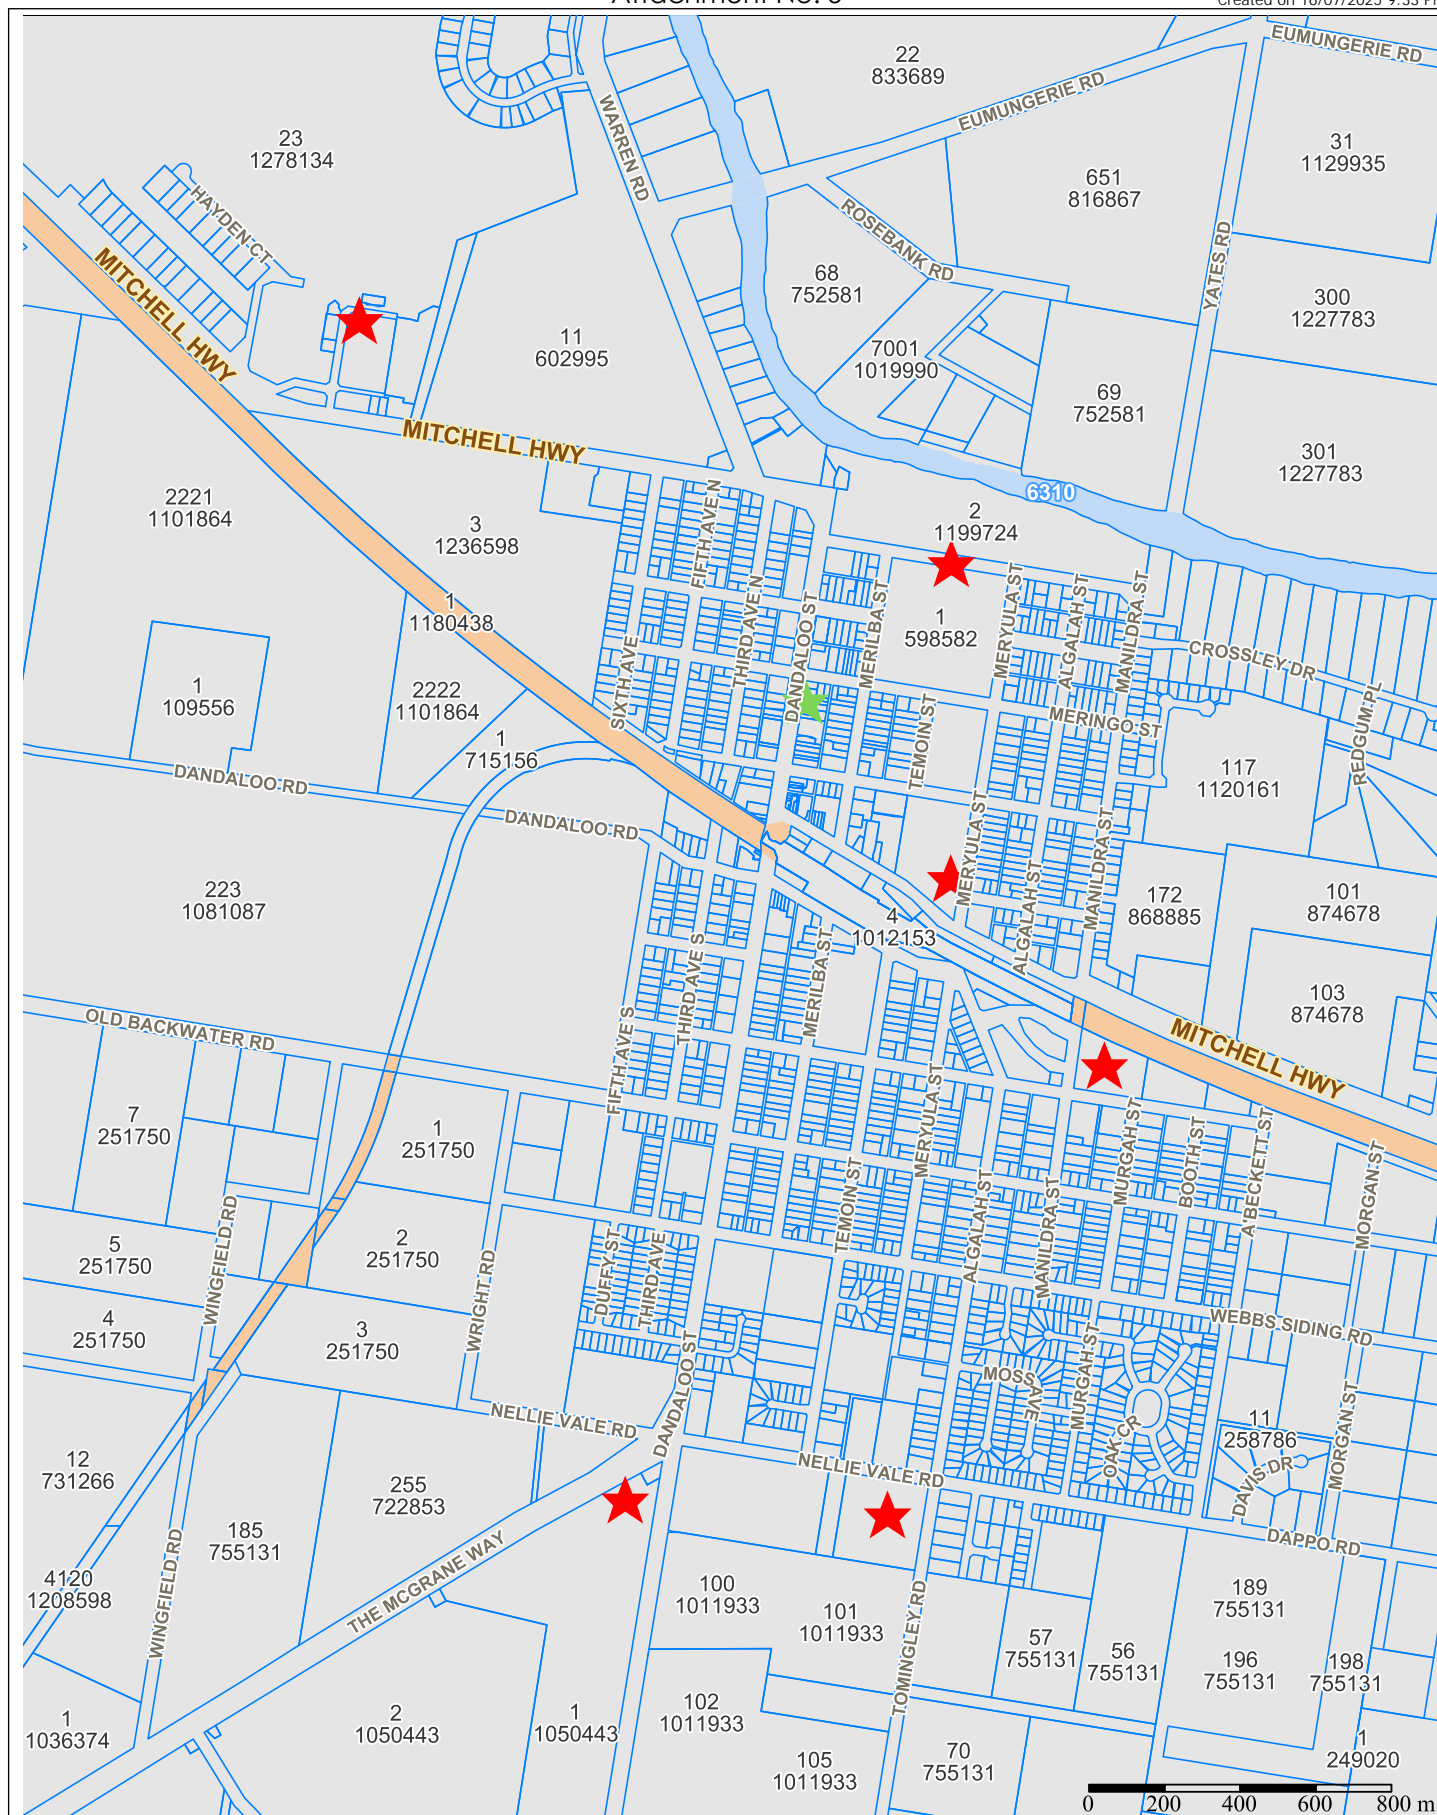 Attachment No. 3
Created on 16/07/2025 9:33 PM
EUMUNGERIE RD
22
833689
EUMUNGERIE RD
WARREN RD
23
1278134
31
1129935
651
816867
HAYDEN CT
ROSEBANK RD
YATES RD
MITCHELL HWY
68
752581
300
1227783
11
602995
7001
1019990
69
752581
MITCHELL HWY
301
1227783
6310
2221
1101864
3
1236598
2
1199724
FIFTH AVE N
THIRD AVE N
DANDALOO ST
MERILBA ST
1
598582
MERYULA ST
ALGALAH ST
MANILDRA ST
1
1180438
CROSSLEY DR
SIXTH AVE
1
109556
2222
1101864
TEMOIN ST
MERINGO ST
REDGUM PL
1
715156
DANDALOO RD
117
1120161
DANDALOO RD
MERYULA ST
MANILDRA ST
223
1081087
ALGALAH ST
172
868885
101
874678
4
1012153
THIRD AVE S
MERILBA ST
103
874678
OLD BACKWATER RD
FIFTH AVE S
MITCHELL HWY
7
251750
1
251750
MERYULA ST
MURGAH ST
BOOTH ST
A'BECKETT ST
MORGAN ST
WINGFIELD RD
TEMOIN ST
ALGALAH ST
MANILDRA ST
5
251750
2
251750
WRIGHT RD
DUFFY ST
THIRD AVE
4
251750
3
251750
WEBBS SIDING RD
DANDALOO ST
MOSS AVE
MURGAH ST
MORGAN ST
NELLIE VALE RD
OAK CR
11
258786
12
731266
NELLIE VALE RD
DAVIS DR
255
722853
185
755131
WINGFIELD RD
THE MCGRANE WAY
DAPPO RD
4120
1208598
100
1011933
101
1011933
TOMINGLEY RD
189
755131
57
755131
56
755131
196
755131
198
755131
1
1036374
2
1050443
1
1050443
102
1011933
105
1011933
70
755131
1
249020
0 200 400 600 800 m